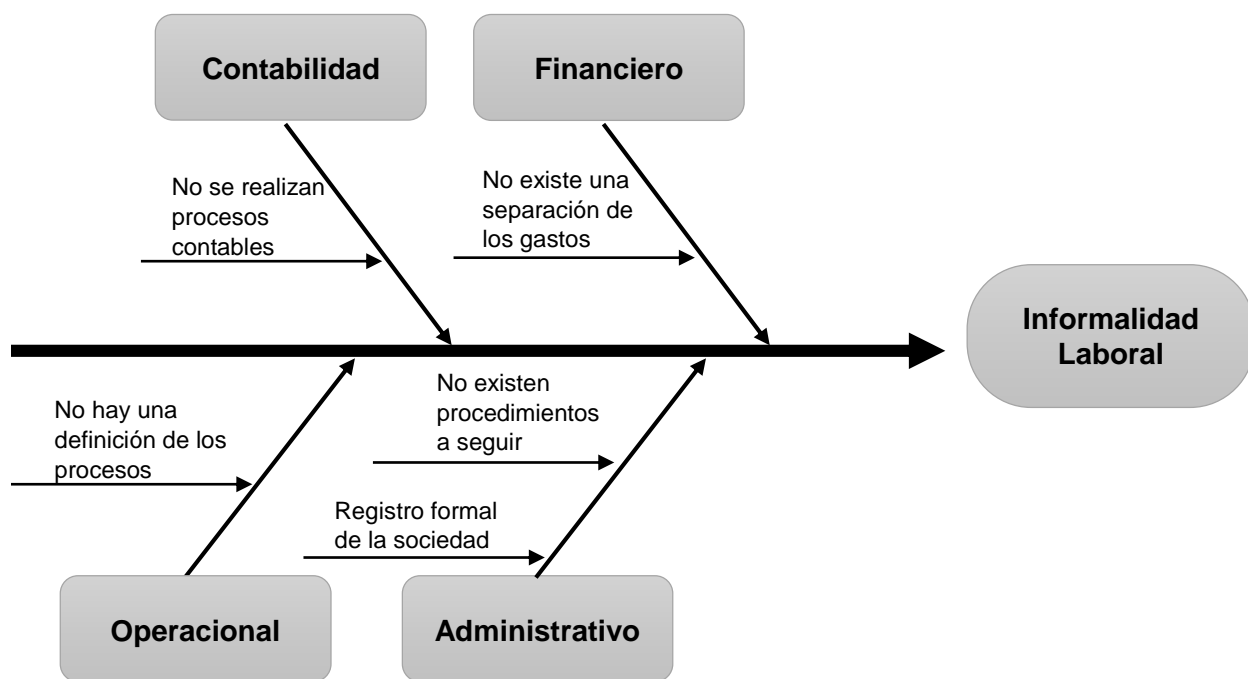 Contabilidad
Financiero
No se realizan
procesos
contables
No existe una
separación de
los gastos
Informalidad
Laboral
No hay una
definición de los
procesos
No existen
procedimientos
a seguir
Registro formal
de la sociedad
Operacional
Administrativo